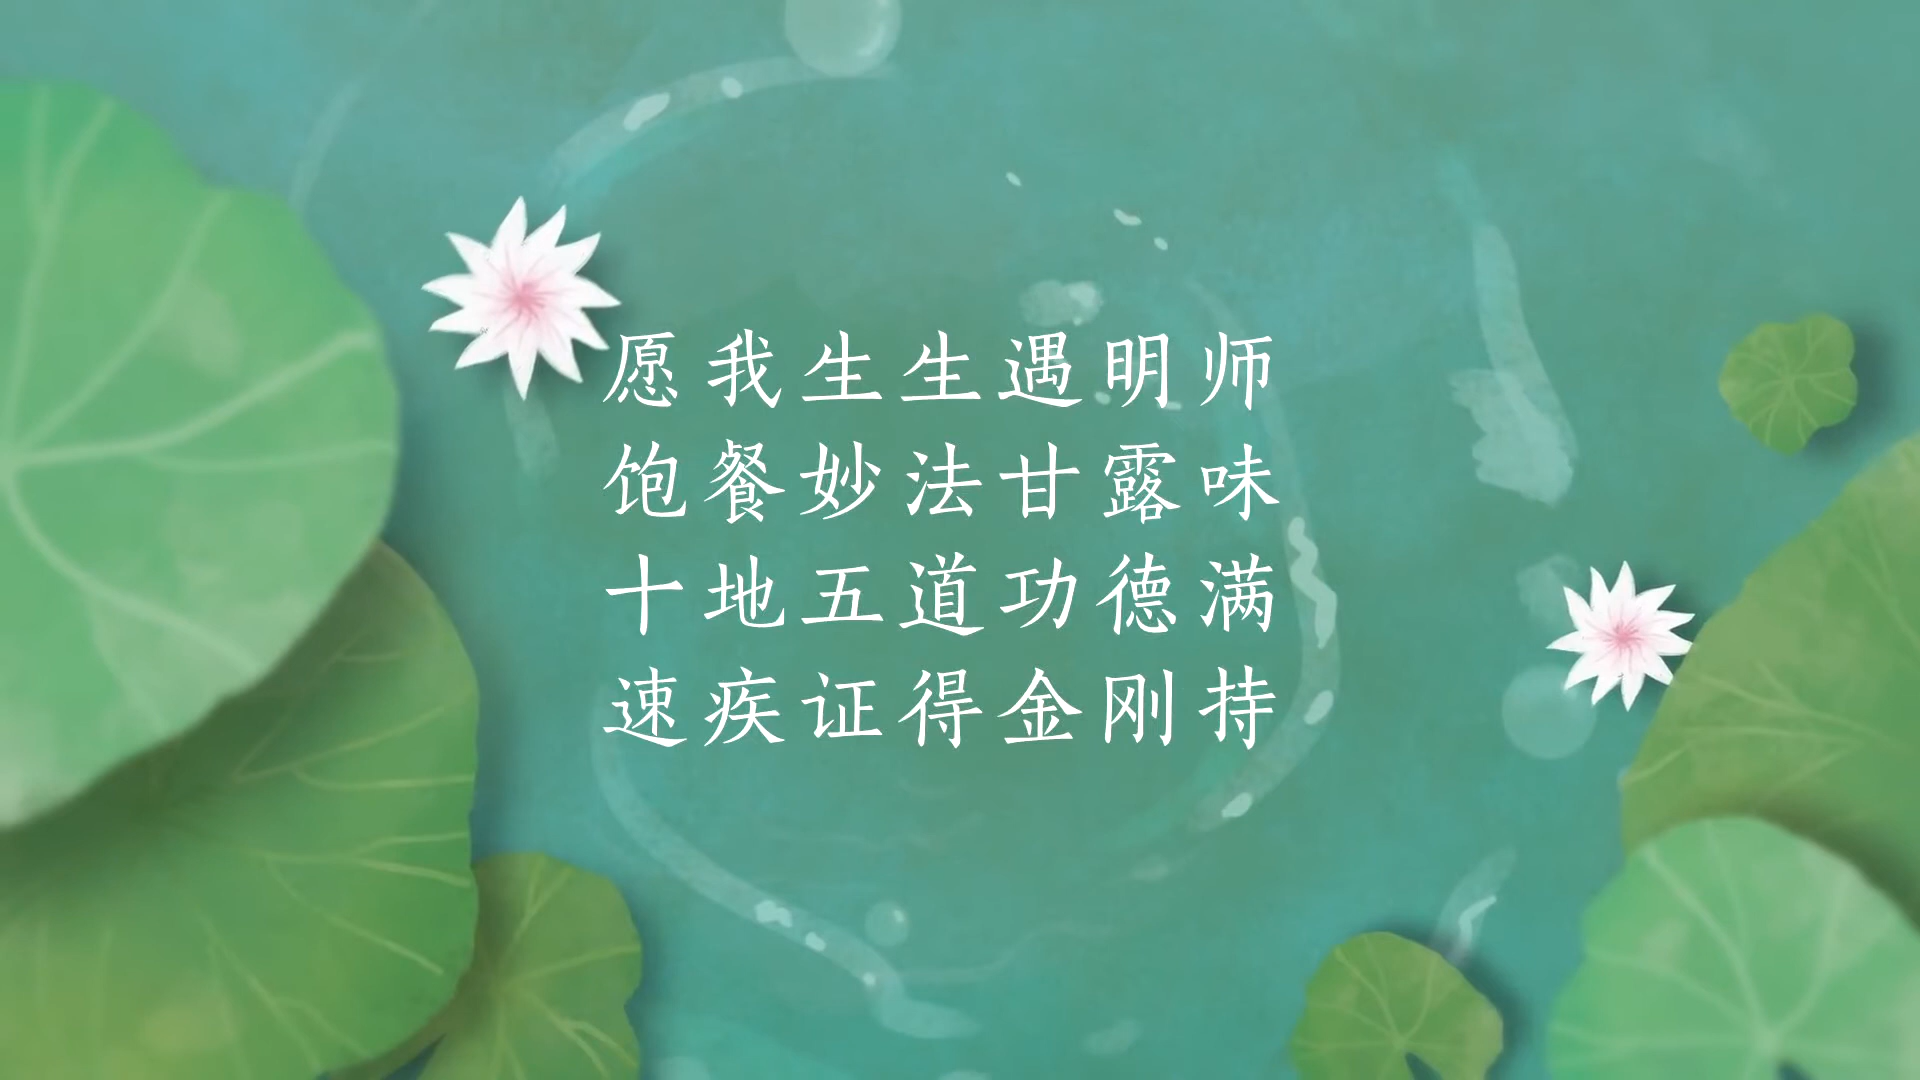 愿我生生遇明师
饱餐妙法甘露味
十地五道功德满
速疾证得金刚持